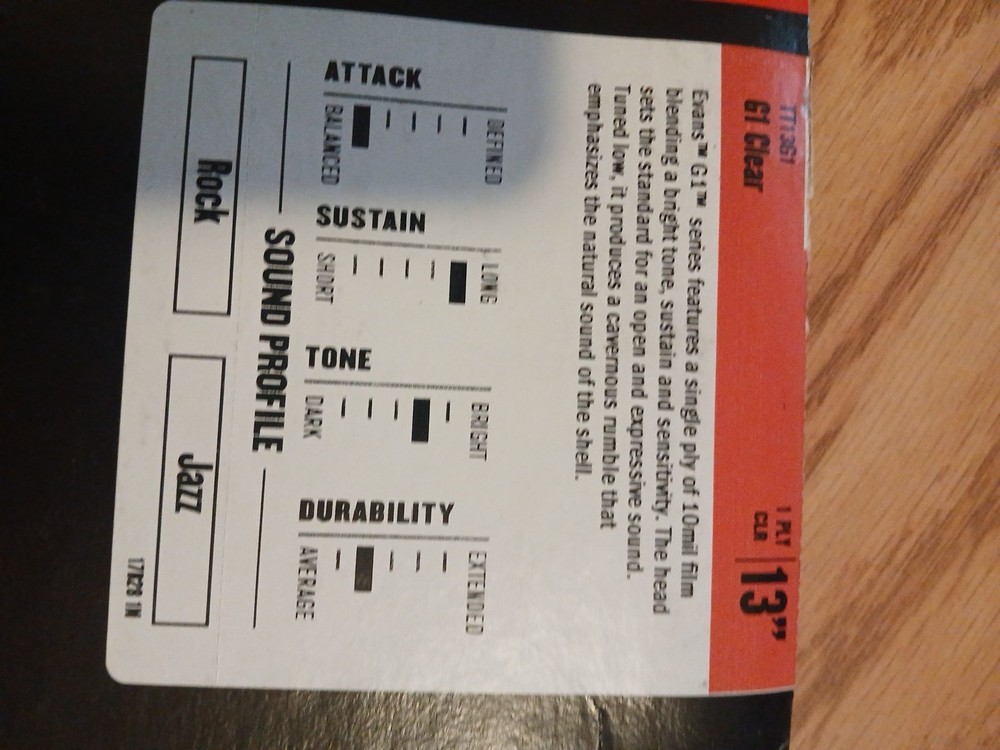 TT13G1
G1 Clear
1 PLY
CLR
13”
Evans™ G1™ series features a single ply of 10mil film
blending a bright tone, sustain and sensitivity. The head
sets the standard for an open and expressive sound.
Tuned low, it produces a cavernous rumble that
emphasizes the natural sound of the shell.
ATTACK
DEFINED
BALANCED
SUSTAIN
LONG
SHORT
TONE
BRIGHT
DARK
DURABILITY
EXTENDED
AVERAGE
SOUND PROFILE
Rock
Jazz